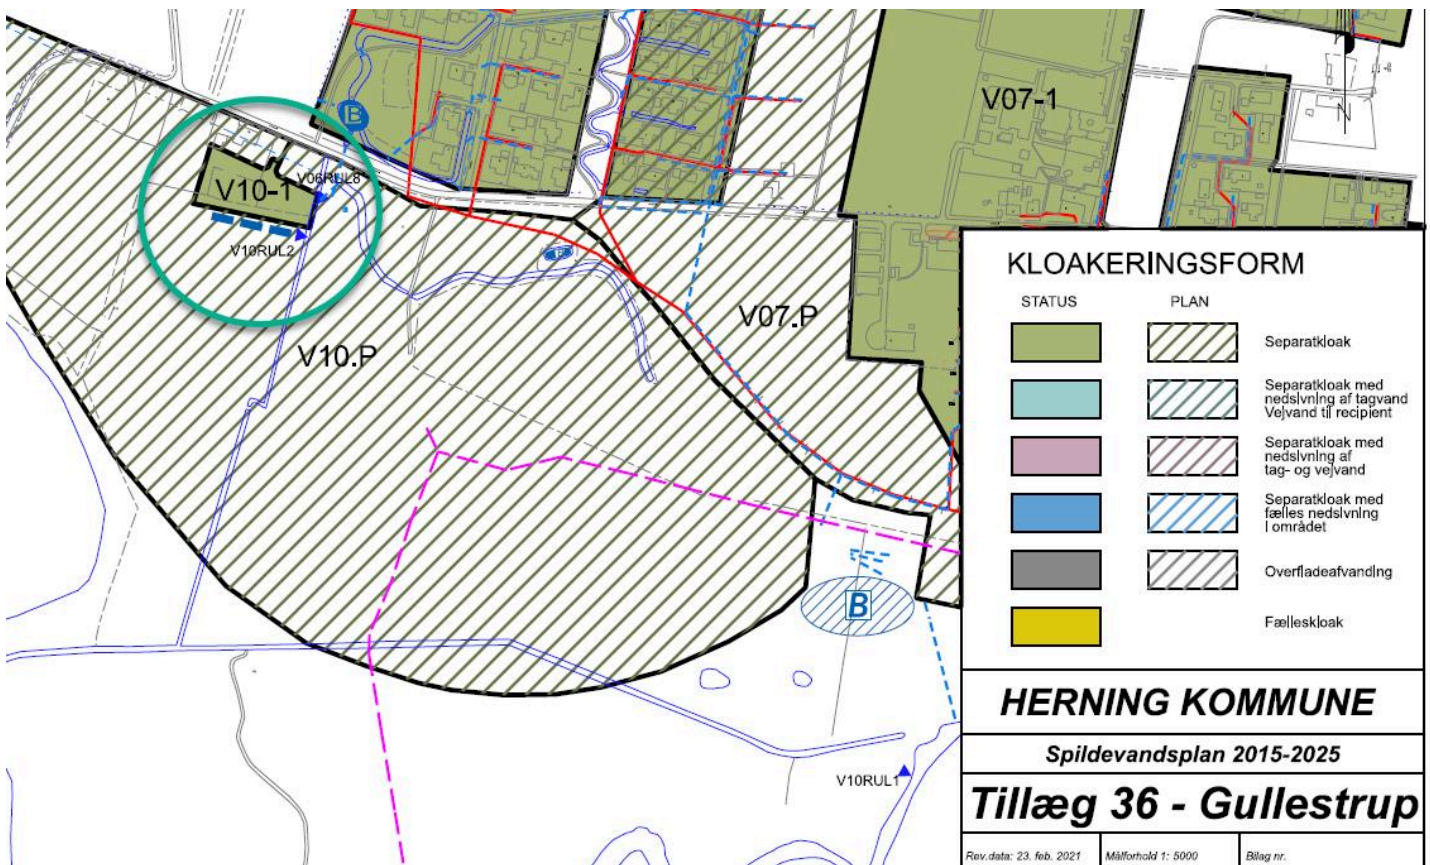 B
V07-1
V10-1
V06RUL8
V10RUL2
V07.P
V10.P
B
V10RUL1
KLOAKERINGSFORM
STATUS
PLAN
Separatkloak
Separatkloak med
nedsivning af tagvand
Vejvand til recipient
Separatkloak med
nedsivning af
tag- og vejvand
Separatkloak med
fælles nedsivning
i området
Overfladeafvanding
Fælleskloak
HERNING KOMMUNE
Spildevandsplan 2015-2025
Tillæg 36 - Gullestrup
Rev.data: 23. feb. 2021
Målforhold 1: 5000
Bilag nr.